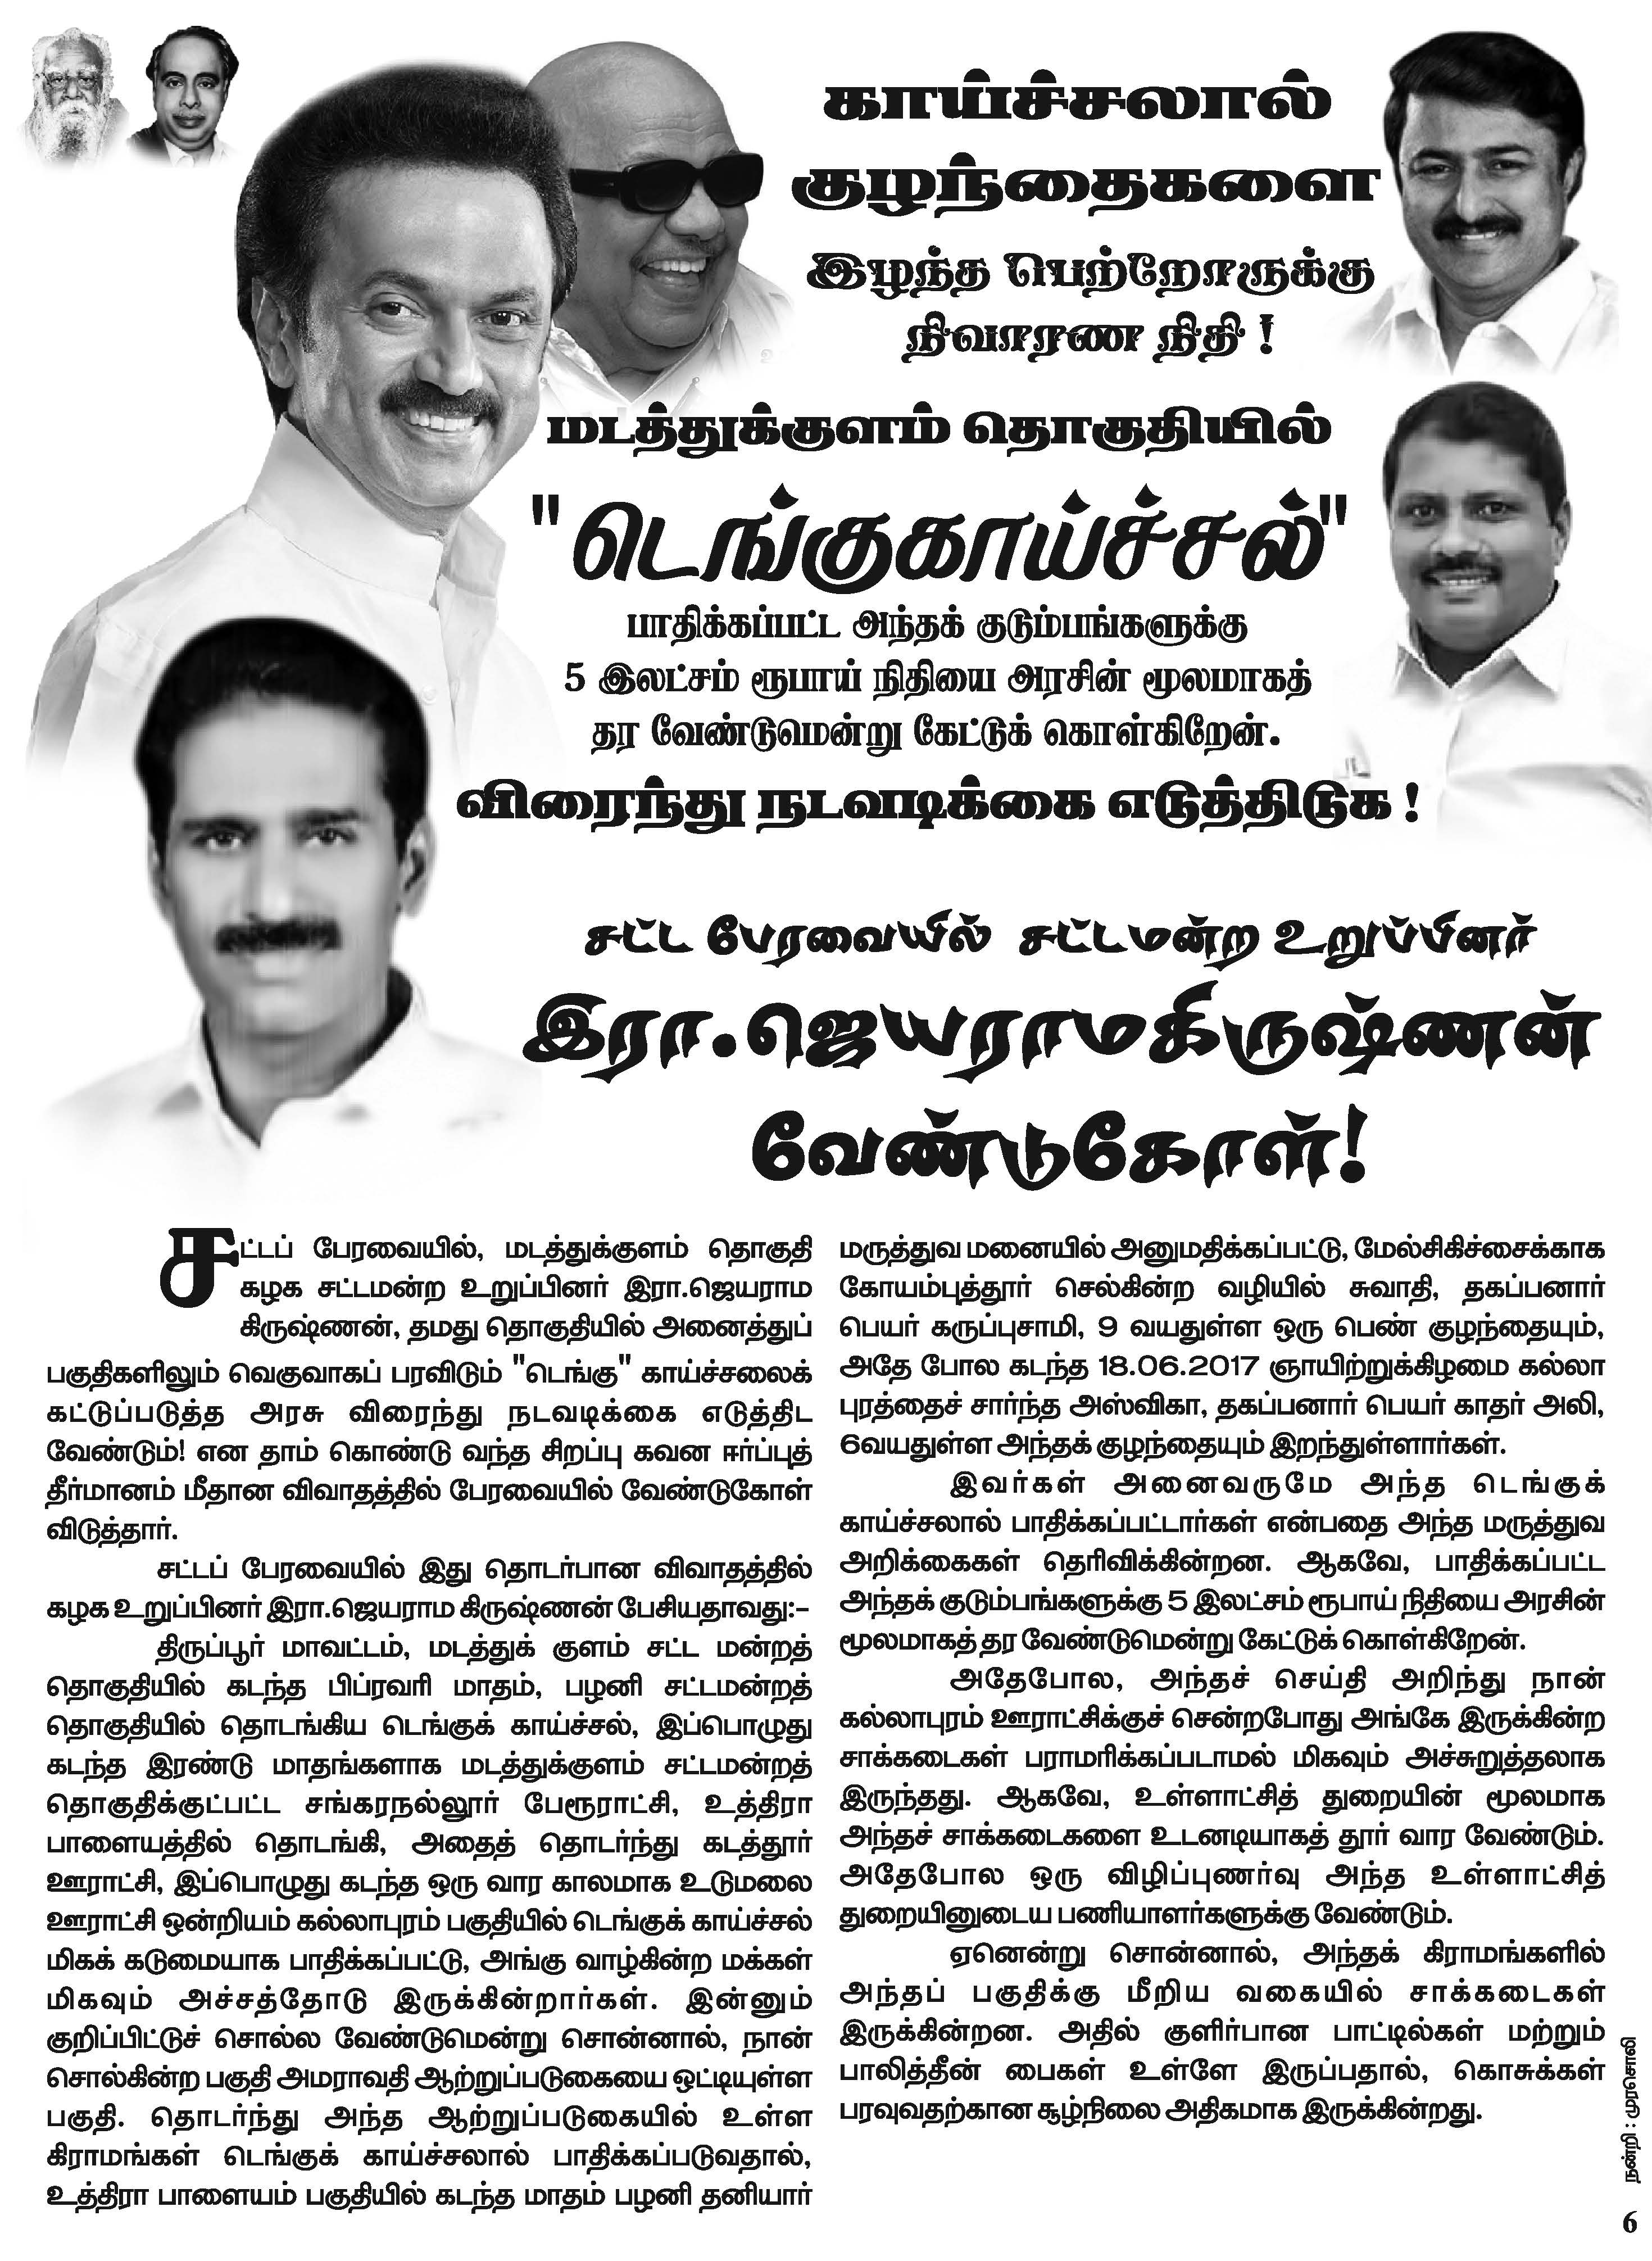 காய்ச்சலால்
குழந்தைகளை
இழந்த பெற்றோருக்கு
நிவாரண நிதி !
மடத்துக்குளம் தொகுதியில்
"டெங்குகாய்ச்சல்"
பாதிக்கப்பட்ட அந்தக் குடும்பங்களுக்கு
5 இலட்சம் ரூபாய் நிதியை அரசின் மூலமாகத்
தர வேண்டுமென்று கேட்டுக் கொள்கிறேன்.
விரைந்து நடவடிக்கை எடுத்திடுக !
சட்ட பேரவையில் சட்டமன்ற உறுப்பினர்
இரா.ஜெயராமகிருஷ்ணன்
வேண்டுகோள்!
சட்டப் பேரவையில், மடத்துக்குளம் தொகுதி
கழக சட்டமன்ற உறுப்பினர் இரா.ஜெயராம
கிருஷ்ணன், தமது தொகுதியில் அனைத்துப்
பகுதிகளிலும் வெகுவாகப் பரவிடும் "டெங்கு" காய்ச்சலைக்
கட்டுப்படுத்த அரசு விரைந்து நடவடிக்கை எடுத்திட
வேண்டும்! என தாம் கொண்டு வந்த சிறப்பு கவன ஈர்ப்புத்
தீர்மானம் மீதான விவாதத்தில் பேரவையில் வேண்டுகோள்
விடுத்தார்.
சட்டப் பேரவையில் இது தொடர்பான விவாதத்தில்
கழக உறுப்பினர் இரா.ஜெயராம கிருஷ்ணன் பேசியதாவது:-
திருப்பூர் மாவட்டம், மடத்துக் குளம் சட்ட மன்றத்
தொகுதியில் கடந்த பிப்ரவரி மாதம், பழனி சட்டமன்றத்
தொகுதியில் தொடங்கிய டெங்குக் காய்ச்சல், இப்பொழுது
கடந்த இரண்டு மாதங்களாக மடத்துக்குளம் சட்டமன்றத்
தொகுதிக்குட்பட்ட சங்கரநல்லூர் பேரூராட்சி, உத்திரா
பாளையத்தில் தொடங்கி, அதைத் தொடர்ந்து கடத்தூர்
ஊராட்சி, இப்பொழுது கடந்த ஒரு வார காலமாக உடுமலை
ஊராட்சி ஒன்றியம் கல்லாபுரம் பகுதியில் டெங்குக் காய்ச்சல்
மிகக் கடுமையாக பாதிக்கப்பட்டு, அங்கு வாழ்கின்ற மக்கள்
மிகவும் அச்சத்தோடு இருக்கின்றார்கள். இன்னும்
குறிப்பிட்டுச் சொல்ல வேண்டுமென்று சொன்னால், நான்
சொல்கின்ற பகுதி அமராவதி ஆற்றுப்படுகையை ஒட்டியுள்ள
பகுதி. தொடர்ந்து அந்த ஆற்றுப்படுகையில் உள்ள
கிராமங்கள் டெங்குக் காய்ச்சலால் பாதிக்கப்படுவதால்,
உத்திரா பாளையம் பகுதியில் கடந்த மாதம் பழனி தனியார்
மருத்துவ மனையில் அனுமதிக்கப்பட்டு, மேல்சிகிச்சைக்காக
கோயம்புத்தூர் செல்கின்ற வழியில் சுவாதி, தகப்பனார்
பெயர் கருப்புசாமி, 9 வயதுள்ள ஒரு பெண் குழந்தையும்,
அதே போல கடந்த 18.06.2017 ஞாயிற்றுக்கிழமை கல்லா
புரத்தைச் சார்ந்த அஸ்விகா, தகப்பனார் பெயர் காதர் அலி,
6வயதுள்ள அந்தக் குழந்தையும் இறந்துள்ளார்கள்.
இவர்கள் அனைவருமே அந்த டெங்குக்
காய்ச்சலால் பாதிக்கப்பட்டார்கள் என்பதை அந்த மருத்துவ
அறிக்கைகள் தெரிவிக்கின்றன. ஆகவே, பாதிக்கப்பட்ட
அந்தக் குடும்பங்களுக்கு 5 இலட்சம் ரூபாய் நிதியை அரசின்
மூலமாகத் தர வேண்டுமென்று கேட்டுக் கொள்கிறேன்.
அதேபோல, அந்தச் செய்தி அறிந்து நான்
கல்லாபுரம் ஊராட்சிக்குச் சென்றபோது அங்கே இருக்கின்ற
சாக்கடைகள் பராமரிக்கப்படாமல் மிகவும் அச்சுறுத்தலாக
இருந்தது. ஆகவே, உள்ளாட்சித் துறையின் மூலமாக
அந்தச் சாக்கடைகளை உடனடியாகத் தூர் வார வேண்டும்.
அதேபோல ஒரு விழிப்புணர்வு அந்த உள்ளாட்சித்
துறையினுடைய பணியாளர்களுக்கு வேண்டும்.
ஏனென்று சொன்னால், அந்தக் கிராமங்களில்
அந்தப் பகுதிக்கு மீறிய வகையில் சாக்கடைகள்
இருக்கின்றன. அதில் குளிர்பான பாட்டில்கள் மற்றும்
பாலித்தீன் பைகள் உள்ளே இருப்பதால், கொசுக்கள்
பரவுவதற்கான சூழ்நிலை அதிகமாக இருக்கின்றது.
நன்றி : முரசொலி
6